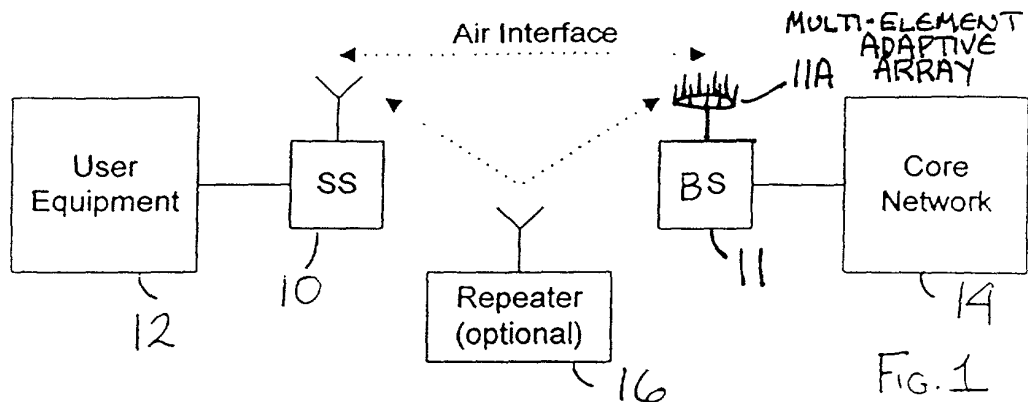 Air Interface
MULTI-ELEMENT
ADAPTIVE
ARRAY
11A
User
Equipment
SS
BS
Core
Network
12
10
11
14
Repeater
(optional)
16
FIG. 1